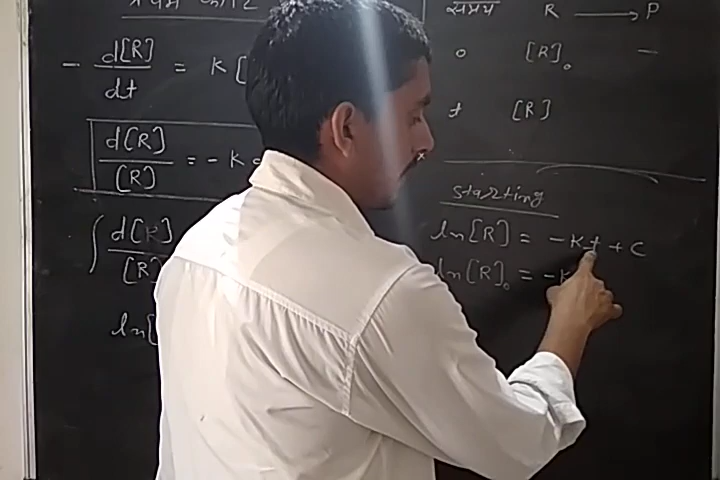 समय R ⟶ P
- d[R]/dt = K [
0 [R]₀ —
t [R]
d[R]/[R] = - K
starting
ln[R] = - Kt + C
∫ d[R]/[R]
ln[R]₀ = - K
ln[